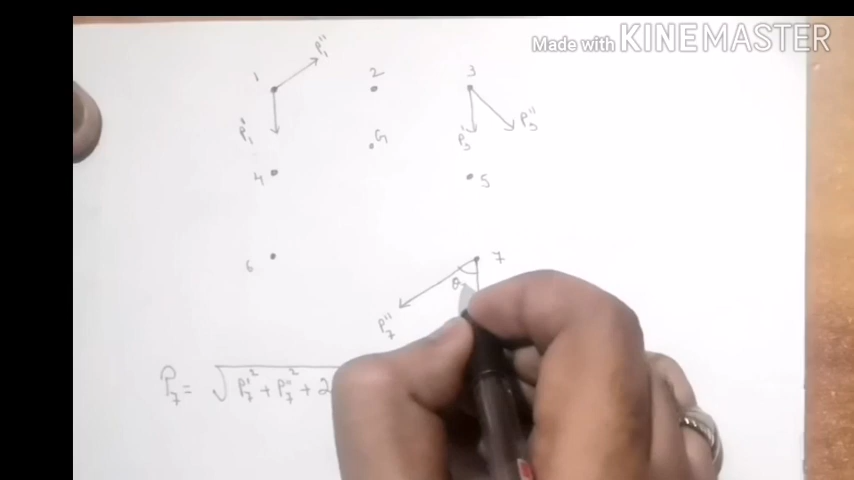 Made with KINEMASTER
P₁''
1
2
3
P₁'
G
P₃'
P₃''
4
5
6
7
θ
P₇''
P₇ = √P₇'² + P₇''² + 2